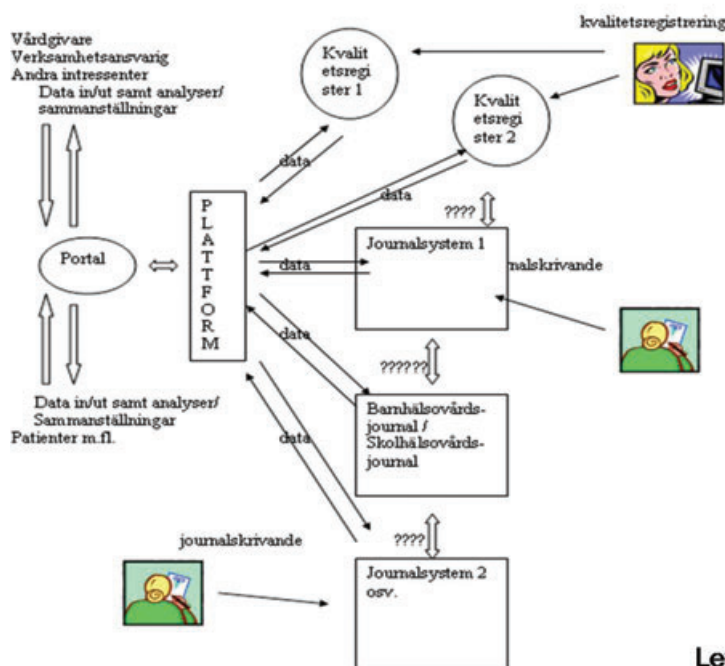 kvalitetsregistrering
Vårdgivare
Verksamhetsansvarig
Andra intressenter
Data in/ut samt analyser/
sammanställningar
Kvalit
etsregi
ster 1
Kvalit
etsregi
ster 2
data
data
????
P
L
A
T
T
F
O
R
M
Portal
Journalsystem 1
nalskrivande
data
??????
data
Data in/ut samt analyser/
Sammanställningar
Patienter m.fl.
Barnhälsovårds-
journal /
Skolhälsovårds-
journal
data
????
journalskrivande
Journalsystem 2
osv.
Le